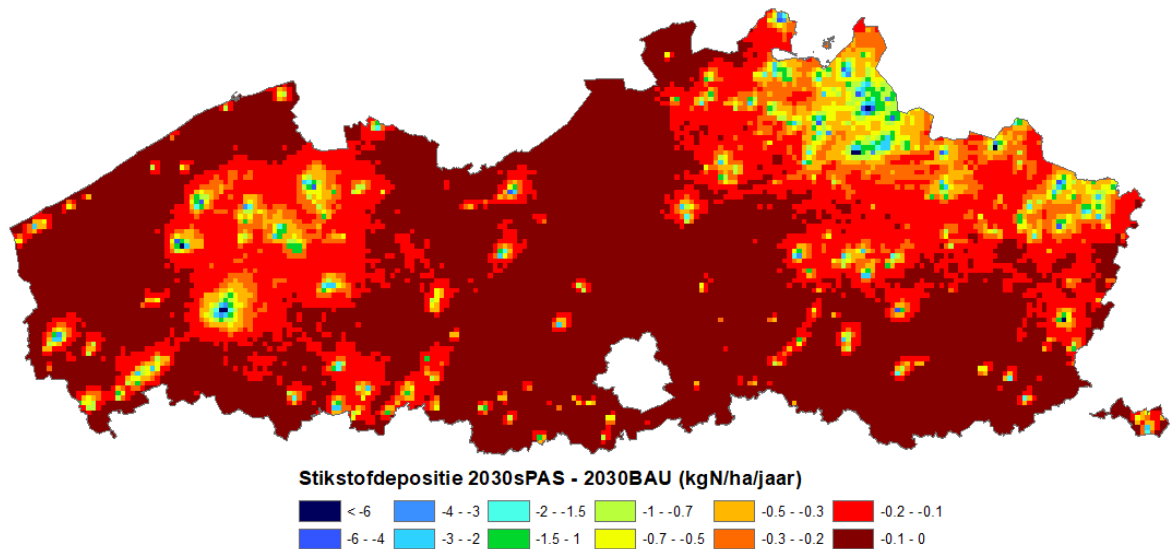 Stikstofdepositie 2030sPAS - 2030BAU (kgN/ha/jaar)
< -6 -4 - -3 -2 - -1.5 -1 - -0.7 -0.5 - -0.3 -0.2 - -0.1
-6 - -4 -3 - -2 -1.5 - 1 -0.7 - -0.5 -0.3 - -0.2 -0.1 - 0